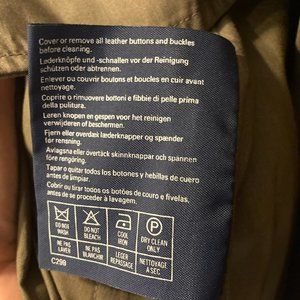 Cover or remove all leather buttons and buckles
before cleaning.
Lederknöpfe und -schnallen vor der Reinigung
schützen oder abtrennen.
Enlever ou couvrir boutons et boucles en cuir avant
nettoyage.
Coprire o rimuovere bottoni e fibbie di pelle prima
della pulitura.
Leren knopen en gespen voor het reinigen
verwijderen of beschermen.
Fjern eller overdæk læderknapper og spænder
før rensning.
Avlägsna eller övertäck skinnknappar och spännen
före rengöring.
Tapar o quitar todos los botones y hebillas de piel
antes de limpiar.
Cobrir ou tirar todos os botões de couro e fivelas,
antes de se proceder á lavagem.
DO NOT
WASH
DO NOT
BLEACH
COOL
IRON
DRY CLEAN
ONLY
NE PAS
LAVER
NE PAS
BLANCHIR
LEGER
REPASSAGE
NETTOYAGE
A SEC
C299